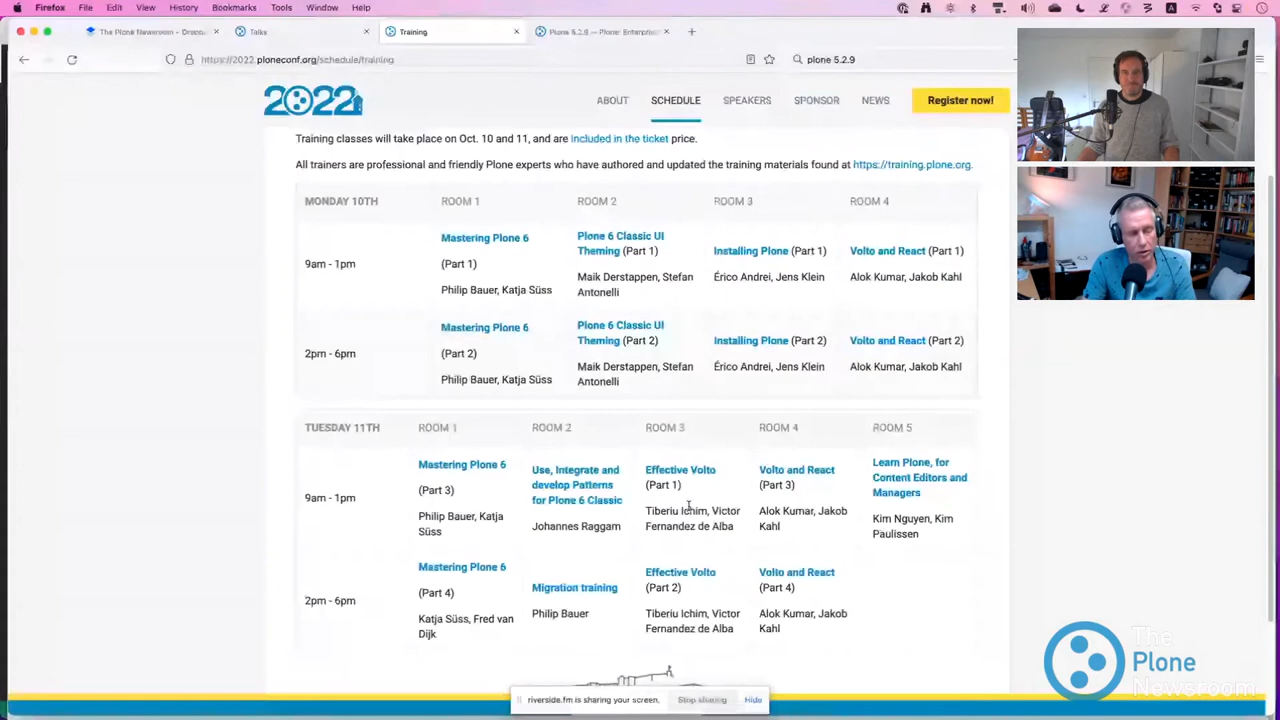 Firefox File Edit View History Bookmarks Tools Window Help
The Plone Newsroom - Dropbox
Talks
Training
Plone 5.2.9 — Plone: Enterprise
https://2022.ploneconf.org/schedule/training
plone 5.2.9
2022
ABOUT SCHEDULE SPEAKERS SPONSOR NEWS Register now!
Training classes will take place on Oct. 10 and 11, and are included in the ticket price.
All trainers are professional and friendly Plone experts who have authored and updated the training materials found at https://training.plone.org.
MONDAY 10TH ROOM 1 ROOM 2 ROOM 3 ROOM 4
9am - 1pm
Mastering Plone 6
(Part 1)
Philip Bauer, Katja Süss
Plone 6 Classic UI
Theming (Part 1)
Maik Derstappen, Stefan
Antonelli
Installing Plone (Part 1)
Érico Andrei, Jens Klein
Volto and React (Part 1)
Alok Kumar, Jakob Kahl
2pm - 6pm
Mastering Plone 6
(Part 2)
Philip Bauer, Katja Süss
Plone 6 Classic UI
Theming (Part 2)
Maik Derstappen, Stefan
Antonelli
Installing Plone (Part 2)
Érico Andrei, Jens Klein
Volto and React (Part 2)
Alok Kumar, Jakob Kahl
TUESDAY 11TH ROOM 1 ROOM 2 ROOM 3 ROOM 4 ROOM 5
9am - 1pm
Mastering Plone 6
(Part 3)
Philip Bauer, Katja
Süss
Use, Integrate and
develop Patterns
for Plone 6 Classic
Johannes Raggam
Effective Volto
(Part 1)
Tiberiu Ichim, Victor
Fernandez de Alba
Volto and React
(Part 3)
Alok Kumar, Jakob
Kahl
Learn Plone, for
Content Editors and
Managers
Kim Nguyen, Kim
Paulissen
2pm - 6pm
Mastering Plone 6
(Part 4)
Katja Süss, Fred van
Dijk
Migration training
Philip Bauer
Effective Volto
(Part 2)
Tiberiu Ichim, Victor
Fernandez de Alba
Volto and React
(Part 4)
Alok Kumar, Jakob
Kahl
riverside.fm is sharing your screen.
Stop sharing
Hide
The
Plone
Newsroom